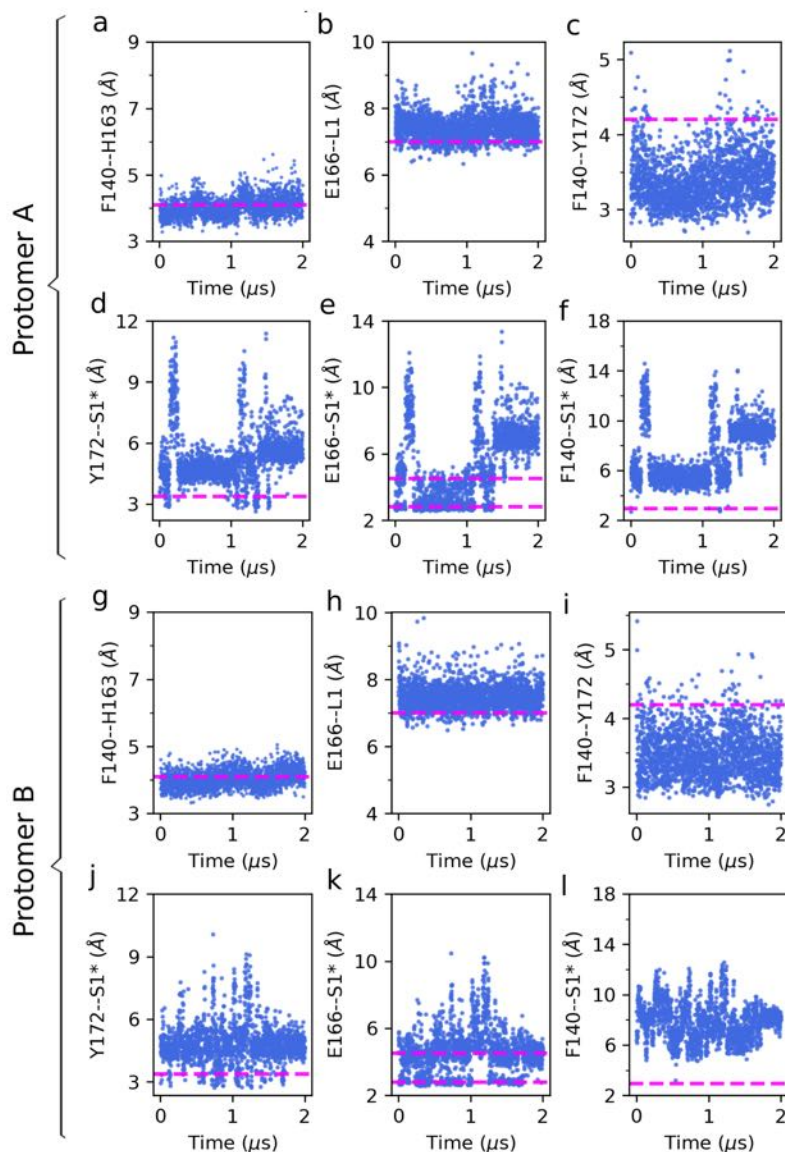 Protomer A
a
9
7
5
3
F140--H163 (Å)
0 1 2
Time (μs)
b
10
8
6
4
E166--L1 (Å)
0 1 2
Time (μs)
c
5
4
3
F140--Y172 (Å)
0 1 2
Time (μs)
d
12
9
6
3
Y172--S1* (Å)
0 1 2
Time (μs)
e
14
10
6
2
E166--S1* (Å)
0 1 2
Time (μs)
f
18
14
10
6
2
F140--S1* (Å)
0 1 2
Time (μs)
Protomer B
g
9
7
5
3
F140--H163 (Å)
0 1 2
Time (μs)
h
10
8
6
4
E166--L1 (Å)
0 1 2
Time (μs)
i
5
4
3
F140--Y172 (Å)
0 1 2
Time (μs)
j
12
9
6
3
Y172--S1* (Å)
0 1 2
Time (μs)
k
14
10
6
2
E166--S1* (Å)
0 1 2
Time (μs)
l
18
14
10
6
2
F140--S1* (Å)
0 1 2
Time (μs)